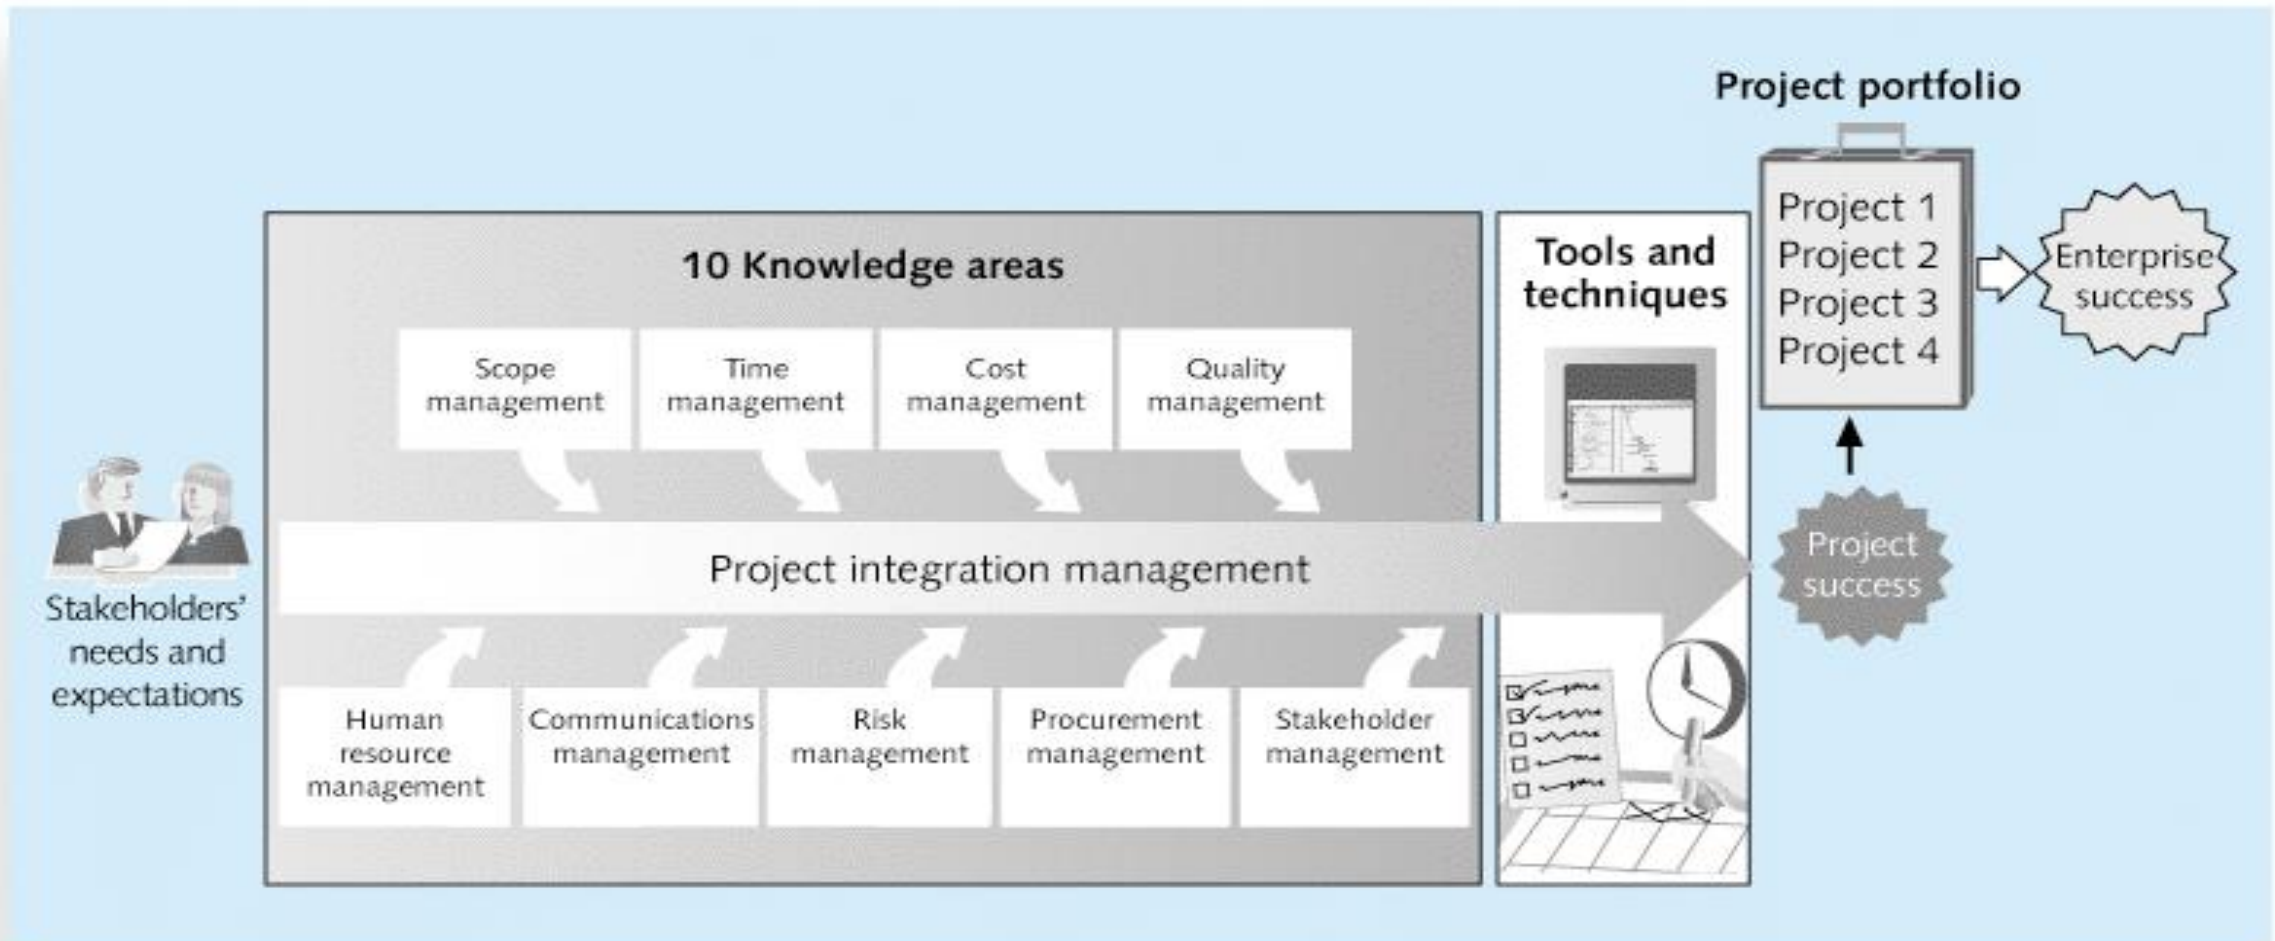 Project portfolio
Project 1
Project 2
Project 3
Project 4
Enterprise
success
10 Knowledge areas
Tools and
techniques
Scope
management
Time
management
Cost
management
Quality
management
Project integration management
Project
success
Stakeholders’
needs and
expectations
Human
resource
management
Communications
management
Risk
management
Procurement
management
Stakeholder
management